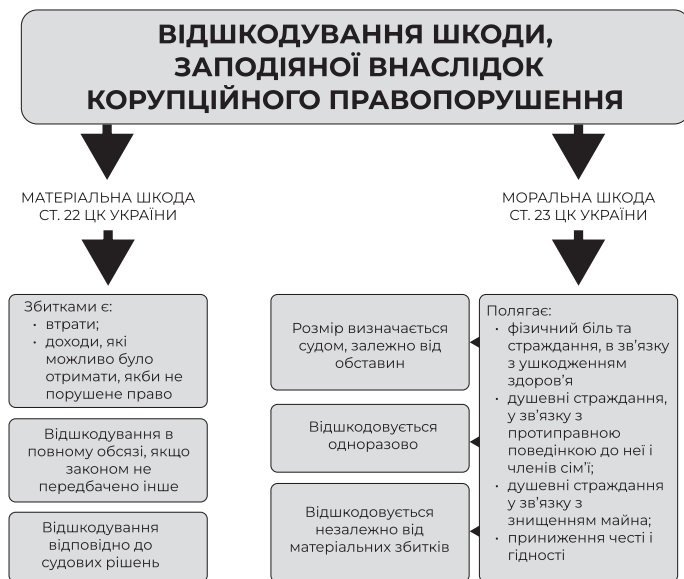 ВІДШКОДУВАННЯ ШКОДИ,
ЗАПОДІЯНОЇ ВНАСЛІДОК
КОРУПЦІЙНОГО ПРАВОПОРУШЕННЯ
МАТЕРІАЛЬНА ШКОДА
СТ. 22 ЦК УКРАЇНИ
Збитками є:
· втрати;
· доходи, які
можливо було
отримати, якби не
порушене право
Відшкодування в
повному обсязі, якщо
законом не
передбачено інше
Відшкодування
відповідно до
судових рішень
МОРАЛЬНА ШКОДА
СТ. 23 ЦК УКРАЇНИ
Полягає:
· фізичний біль та
страждання, в зв’язку
з ушкодженням
здоров’я
· душевні страждання,
у зв’язку з
протиправною
поведінкою до неї і
членів сім’ї;
· душевні страждання
у зв’язку з
знищенням майна;
· приниження честі і
гідності
Розмір визначається
судом, залежно від
обставин
Відшкодовується
одноразово
Відшкодовується
незалежно від
матеріальних збитків